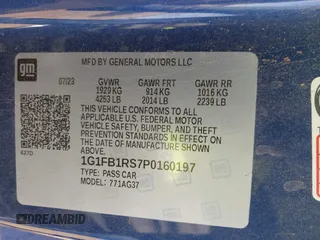 MFD BY GENERAL MOTORS LLC
gm
07/23 GVWR GAWR FRT GAWR RR
1929 KG 914 KG 1016 KG
4253 LB 2014 LB 2239 LB
THIS VEHICLE CONFORMS TO ALL
APPLICABLE U.S. FEDERAL MOTOR
VEHICLE SAFETY, BUMPER, AND THEFT
PREVENTION STANDARDS IN EFFECT ON
THE DATE OF MANUFACTURE SHOWN ABOVE.
427D
1G1FB1RS7P0160197
TYPE: PASS CAR
MODEL: 771AG37
DREAMBID